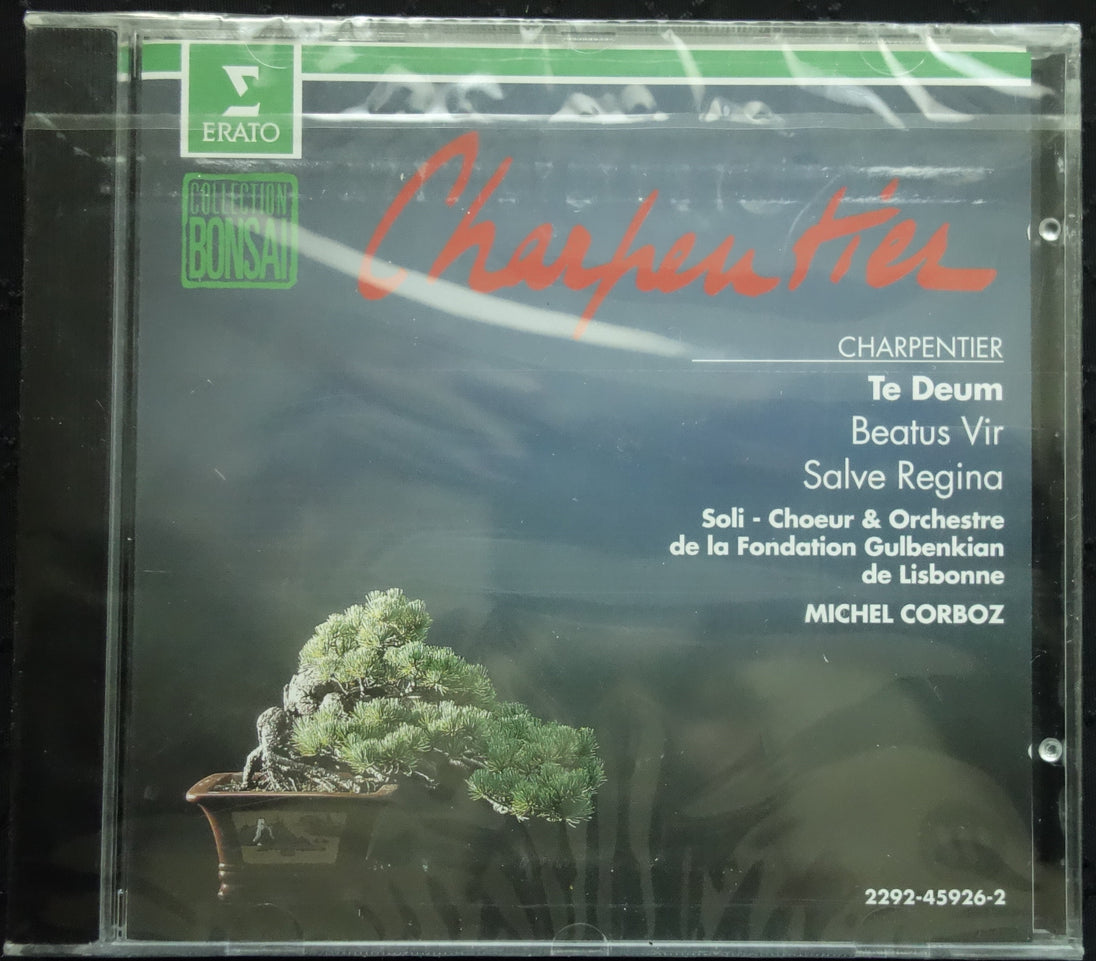 ERATO
COLLECTION
BONSAI
Charpentier
CHARPENTIER
Te Deum
Beatus Vir
Salve Regina
Soli - Choeur & Orchestre
de la Fondation Gulbenkian
de Lisbonne
MICHEL CORBOZ
2292-45926-2